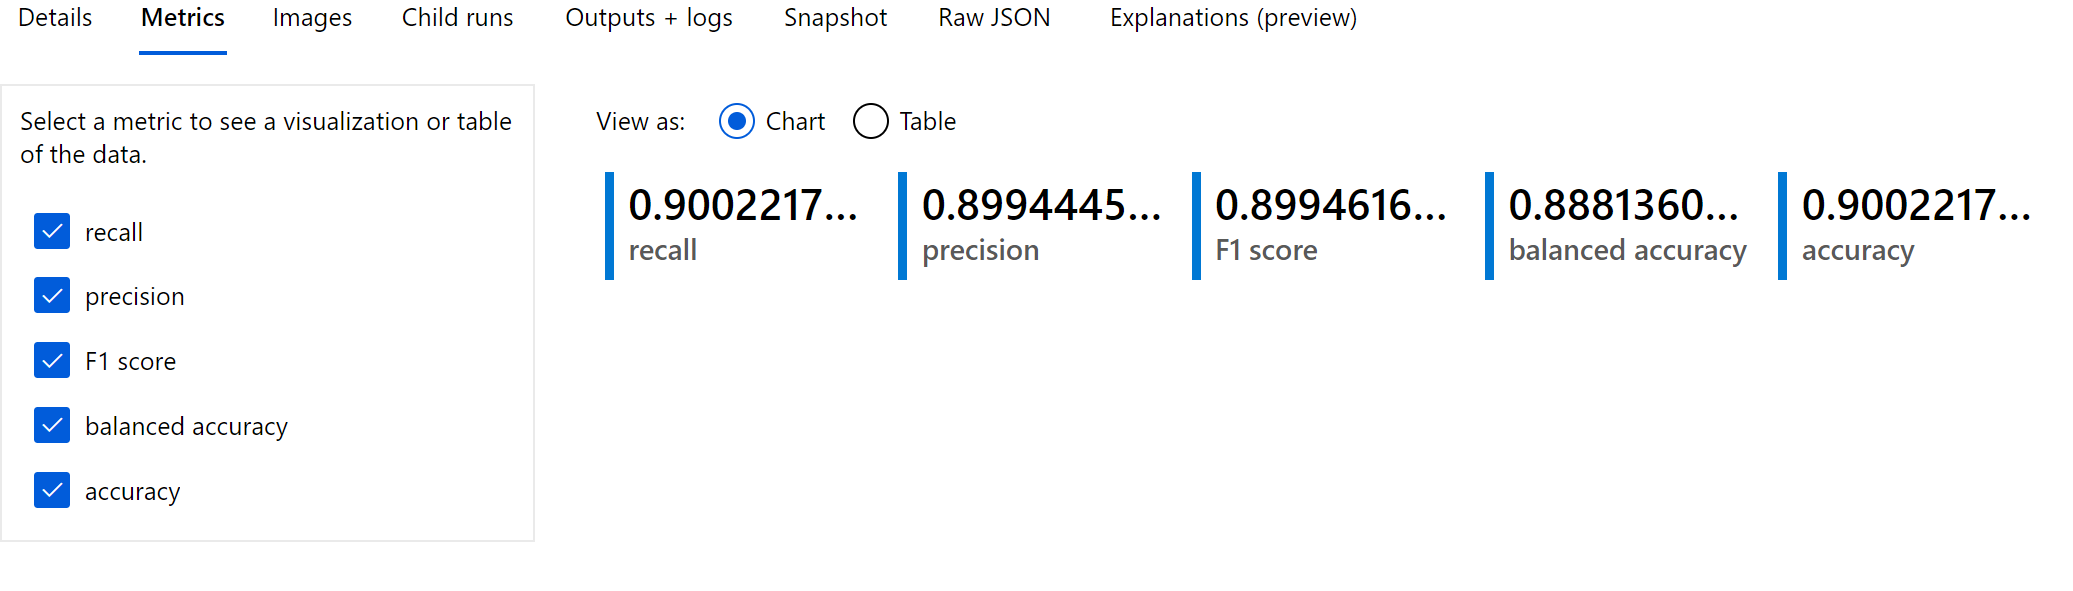 Details Metrics Images Child runs Outputs + logs Snapshot Raw JSON Explanations (preview)
Select a metric to see a visualization or table
of the data.
recall
precision
F1 score
balanced accuracy
accuracy
View as: Chart Table
0.9002217... 0.8994445... 0.8994616... 0.8881360... 0.9002217...
recall precision F1 score balanced accuracy accuracy